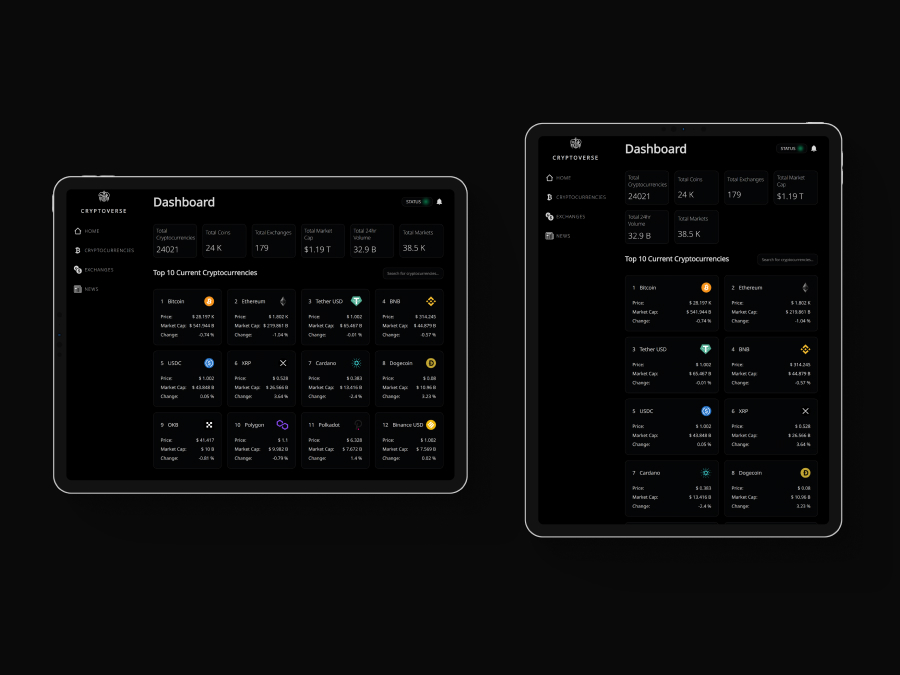 CRYPTOVERSE
HOME
CRYPTOCURRENCIES
EXCHANGES
NEWS
Dashboard
STATUS
Total Cryptocurrencies
24021
Total Coins
24 K
Total Exchanges
179
Total Market Cap
$1.19 T
Total 24hr Volume
32.9 B
Total Markets
38.5 K
Top 10 Current Cryptocurrencies
Search for cryptocurrencies...
1 Bitcoin
Price: $ 28.197 K
Market Cap: $ 541.944 B
Change: -0.74 %
2 Ethereum
Price: $ 1.802 K
Market Cap: $ 219.861 B
Change: -1.04 %
3 Tether USD
Price: $ 1.002
Market Cap: $ 65.467 B
Change: -0.01 %
4 BNB
Price: $ 314.245
Market Cap: $ 44.879 B
Change: -0.57 %
5 USDC
Price: $ 1.002
Market Cap: $ 43.848 B
Change: 0.05 %
6 XRP
Price: $ 0.528
Market Cap: $ 26.566 B
Change: 3.64 %
7 Cardano
Price: $ 0.383
Market Cap: $ 13.416 B
Change: -2.4 %
8 Dogecoin
Price: $ 0.08
Market Cap: $ 10.96 B
Change: 3.23 %
9 OKB
Price: $ 41.417
Market Cap: $ 10 B
Change: -0.81 %
10 Polygon
Price: $ 1.1
Market Cap: $ 9.982 B
Change: -0.79 %
11 Polkadot
Price: $ 6.328
Market Cap: $ 7.672 B
Change: 1.4 %
12 Binance USD
Price: $ 1.002
Market Cap: $ 7.569 B
Change: 0.02 %
CRYPTOVERSE
HOME
CRYPTOCURRENCIES
EXCHANGES
NEWS
Dashboard
STATUS
Total Cryptocurrencies
24021
Total Coins
24 K
Total Exchanges
179
Total Market Cap
$1.19 T
Total 24hr Volume
32.9 B
Total Markets
38.5 K
Top 10 Current Cryptocurrencies
Search for cryptocurrencies...
1 Bitcoin
Price: $ 28.197 K
Market Cap: $ 541.944 B
Change: -0.74 %
2 Ethereum
Price: $ 1.802 K
Market Cap: $ 219.861 B
Change: -1.04 %
3 Tether USD
Price: $ 1.002
Market Cap: $ 65.467 B
Change: -0.01 %
4 BNB
Price: $ 314.245
Market Cap: $ 44.879 B
Change: -0.57 %
5 USDC
Price: $ 1.002
Market Cap: $ 43.848 B
Change: 0.05 %
6 XRP
Price: $ 0.528
Market Cap: $ 26.566 B
Change: 3.64 %
7 Cardano
Price: $ 0.383
Market Cap: $ 13.416 B
Change: -2.4 %
8 Dogecoin
Price: $ 0.08
Market Cap: $ 10.96 B
Change: 3.23 %